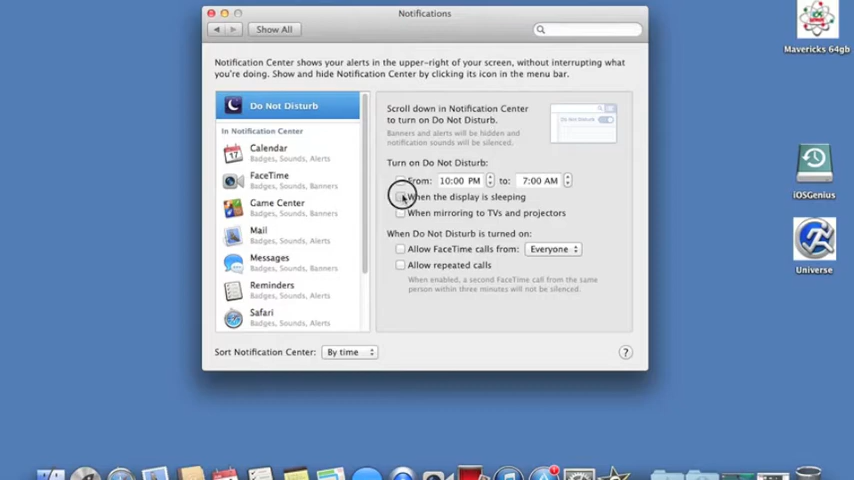 Notifications
Show All
Mavericks 64gb
Notification Center shows your alerts in the upper-right of your screen, without interrupting what
you're doing. Show and hide Notification Center by clicking its icon in the menu bar.
Do Not Disturb
In Notification Center
Calendar
Badges, Sounds, Alerts
FaceTime
Badges, Sounds, Banners
Game Center
Badges, Sounds, Banners
Mail
Badges, Sounds, Alerts
Messages
Badges, Sounds, Banners
Reminders
Badges, Sounds, Alerts
Safari
Badges, Sounds, Alerts
Scroll down in Notification Center
to turn on Do Not Disturb.
Banners and alerts will be hidden and
notification sounds will be silenced.
Do Not Disturb
Turn on Do Not Disturb:
From: 10:00 PM to: 7:00 AM
When the display is sleeping
When mirroring to TVs and projectors
When Do Not Disturb is turned on:
Allow FaceTime calls from: Everyone
Allow repeated calls
When enabled, a second FaceTime call from the same
person within three minutes will not be silenced.
Sort Notification Center: By time
?
iOSGenius
Universe
17
1